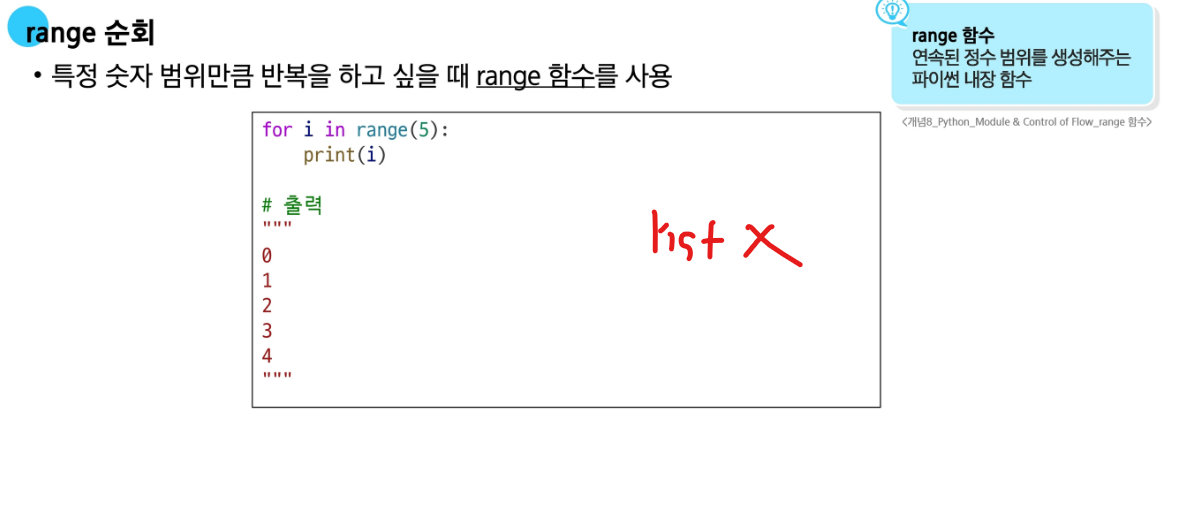 range 순회
• 특정 숫자 범위만큼 반복을 하고 싶을 때 range 함수를 사용
range 함수
연속된 정수 범위를 생성해주는
파이썬 내장 함수
<개념8_Python_Module & Control of Flow_range 함수>
for i in range(5):
    print(i)
# 출력
"""
0
1
2
3
4
"""
list X